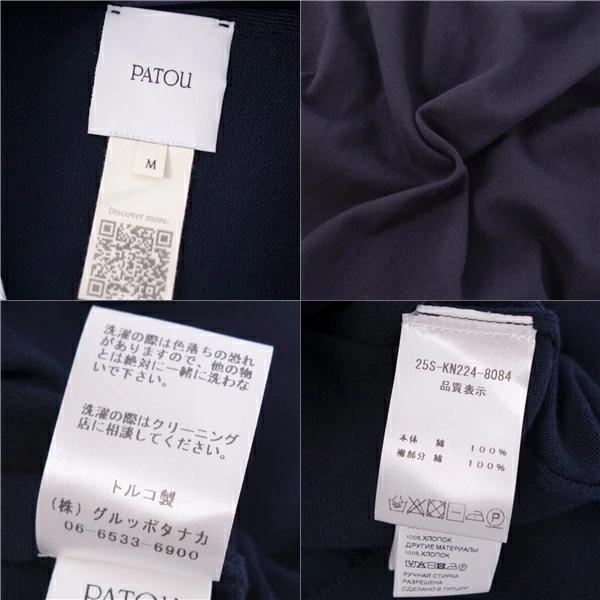 PATOU
M
Discover more:
洗濯の際は色落ちの恐れ
がありますので、他の物
とは絶対に一緒に洗わな
いで下さい。
洗濯の際はクリーニング
店に相談してください。
トルコ製
(株) グルッポタナカ
06-6533-6900
PATOU
25S-KN224-8084
品質表示
本体 綿 100%
襟部分 綿 100%
100% ХЛОПОК
ДРУГИЕ МАТЕРИАЛЫ
100% ХЛОПОК
РУЧНАЯ СТИРКА
РАЗРЕШЕНА
СДЕЛАНО В ТУРЦИИ